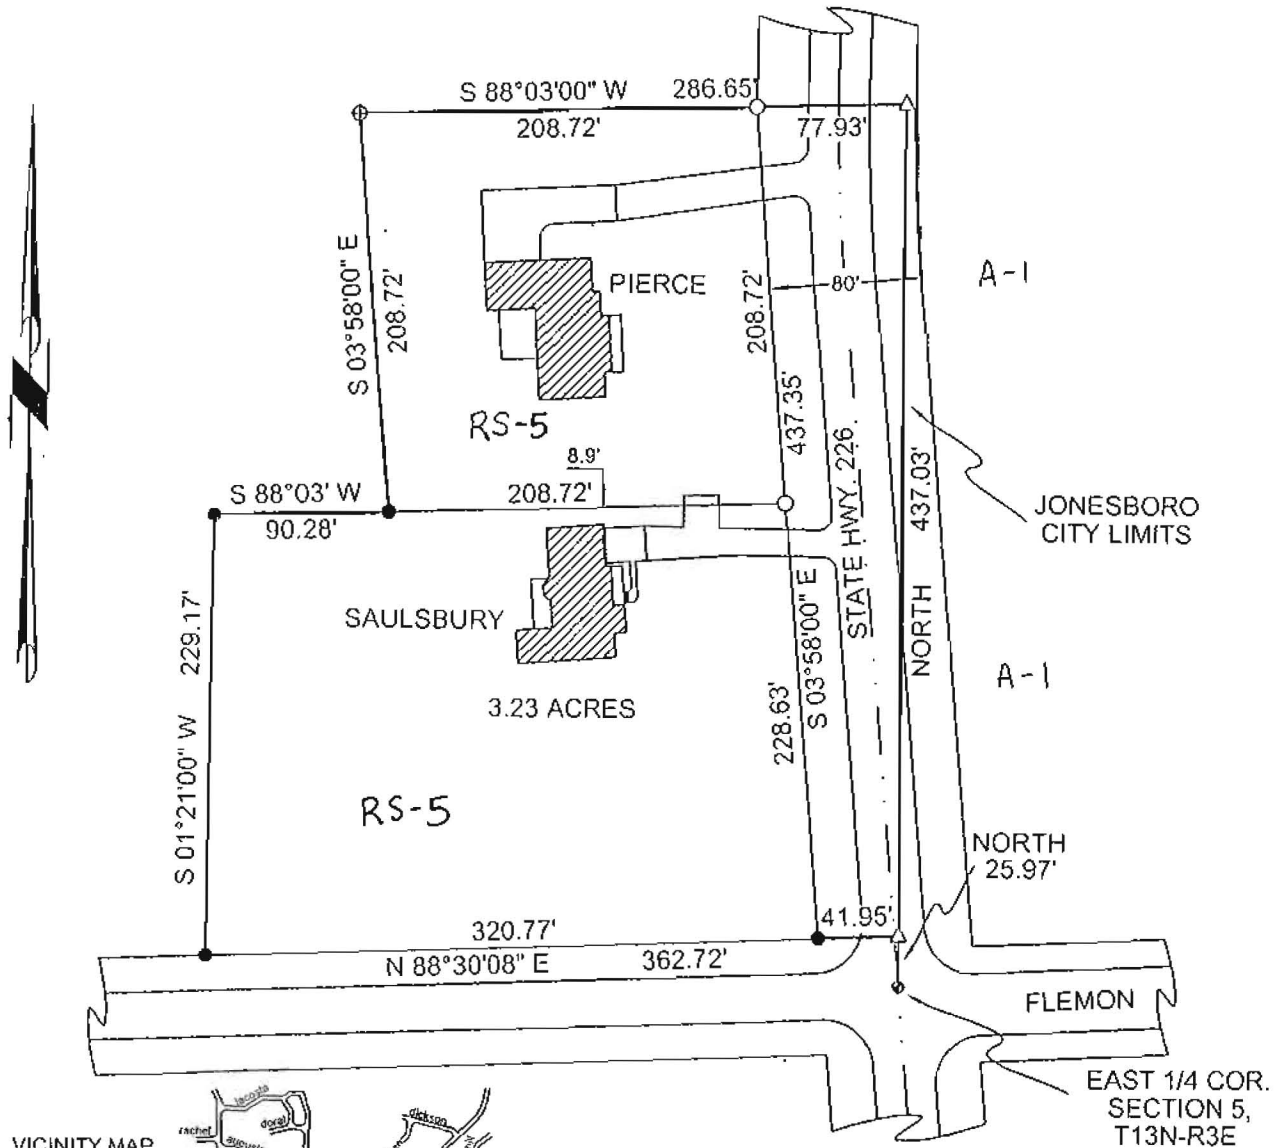 S 88°03'00" W 286.65'
208.72' 77.93'
S 03°58'00" E
208.72'
PIERCE
A-1
80'
208.72'
437.35'
RS-5
8.9'
S 88°03' W 208.72'
90.28'
STATE HWY. 226
437.03'
NORTH
JONESBORO
CITY LIMITS
229.17'
S 01°21'00" W
SAULSBURY
3.23 ACRES
228.63'
S 03°58'00" E
A-1
RS-5
NORTH
25.97'
41.95'
320.77'
N 88°30'08" E 362.72'
FLEMON
EAST 1/4 COR.
SECTION 5,
T13N-R3E
VICINITY MAP
lacosta
rachel
doral
dickson